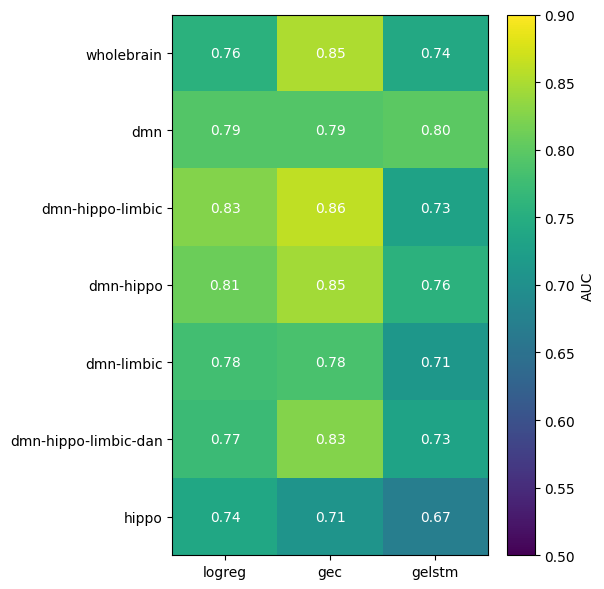 wholebrain 0.76 0.85 0.74
dmn 0.79 0.79 0.80
dmn-hippo-limbic 0.83 0.86 0.73
dmn-hippo 0.81 0.85 0.76
dmn-limbic 0.78 0.78 0.71
dmn-hippo-limbic-dan 0.77 0.83 0.73
hippo 0.74 0.71 0.67
logreg gec gelstm
0.90
0.85
0.80
0.75
0.70
0.65
0.60
0.55
0.50
AUC